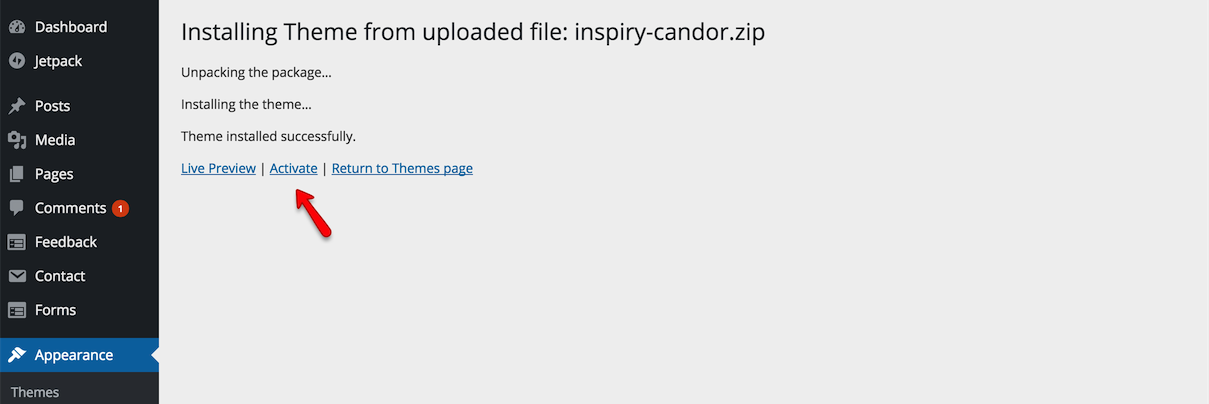 Dashboard
Jetpack
Posts
Media
Pages
Comments 1
Feedback
Contact
Forms
Appearance
Themes
Installing Theme from uploaded file: inspiry-candor.zip
Unpacking the package...
Installing the theme...
Theme installed successfully.
Live Preview | Activate | Return to Themes page